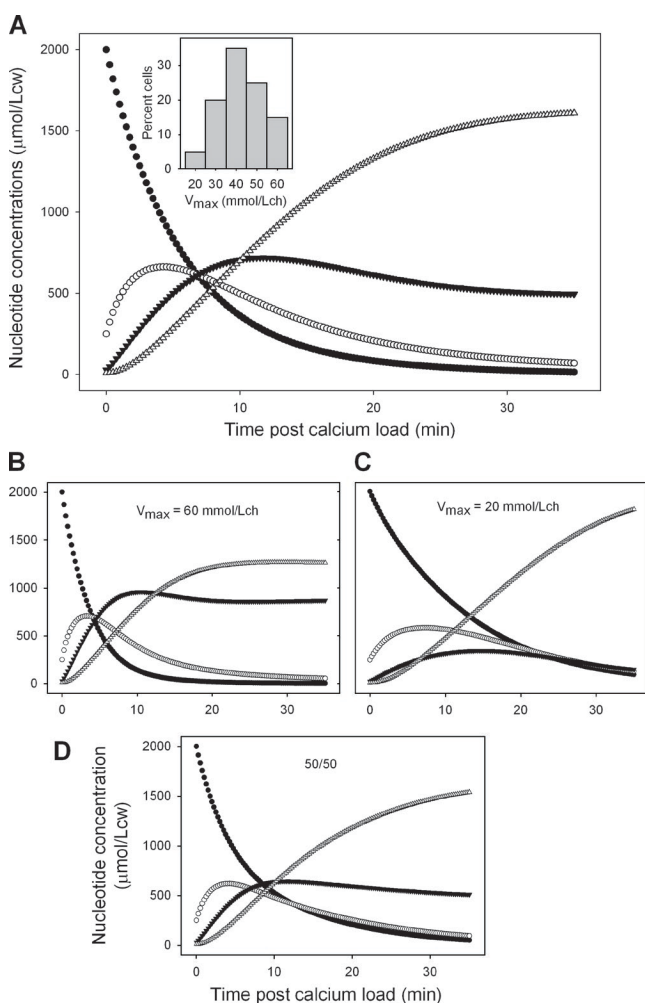 A
Nucleotide concentrations (µmol/Lcw)
2000
1500
1000
500
0
0 10 20 30
Time post calcium load (min)
Percent cells
30
20
10
0
20 30 40 50 60
Vmax (mmol/Lch)
B
Vmax = 60 mmol/Lch
2000
1500
1000
500
0
0 10 20 30
C
Vmax = 20 mmol/Lch
0 10 20 30
D
50/50
Nucleotide concentration
(µmol/Lcw)
2000
1500
1000
500
0
0 10 20 30
Time post calcium load (min)